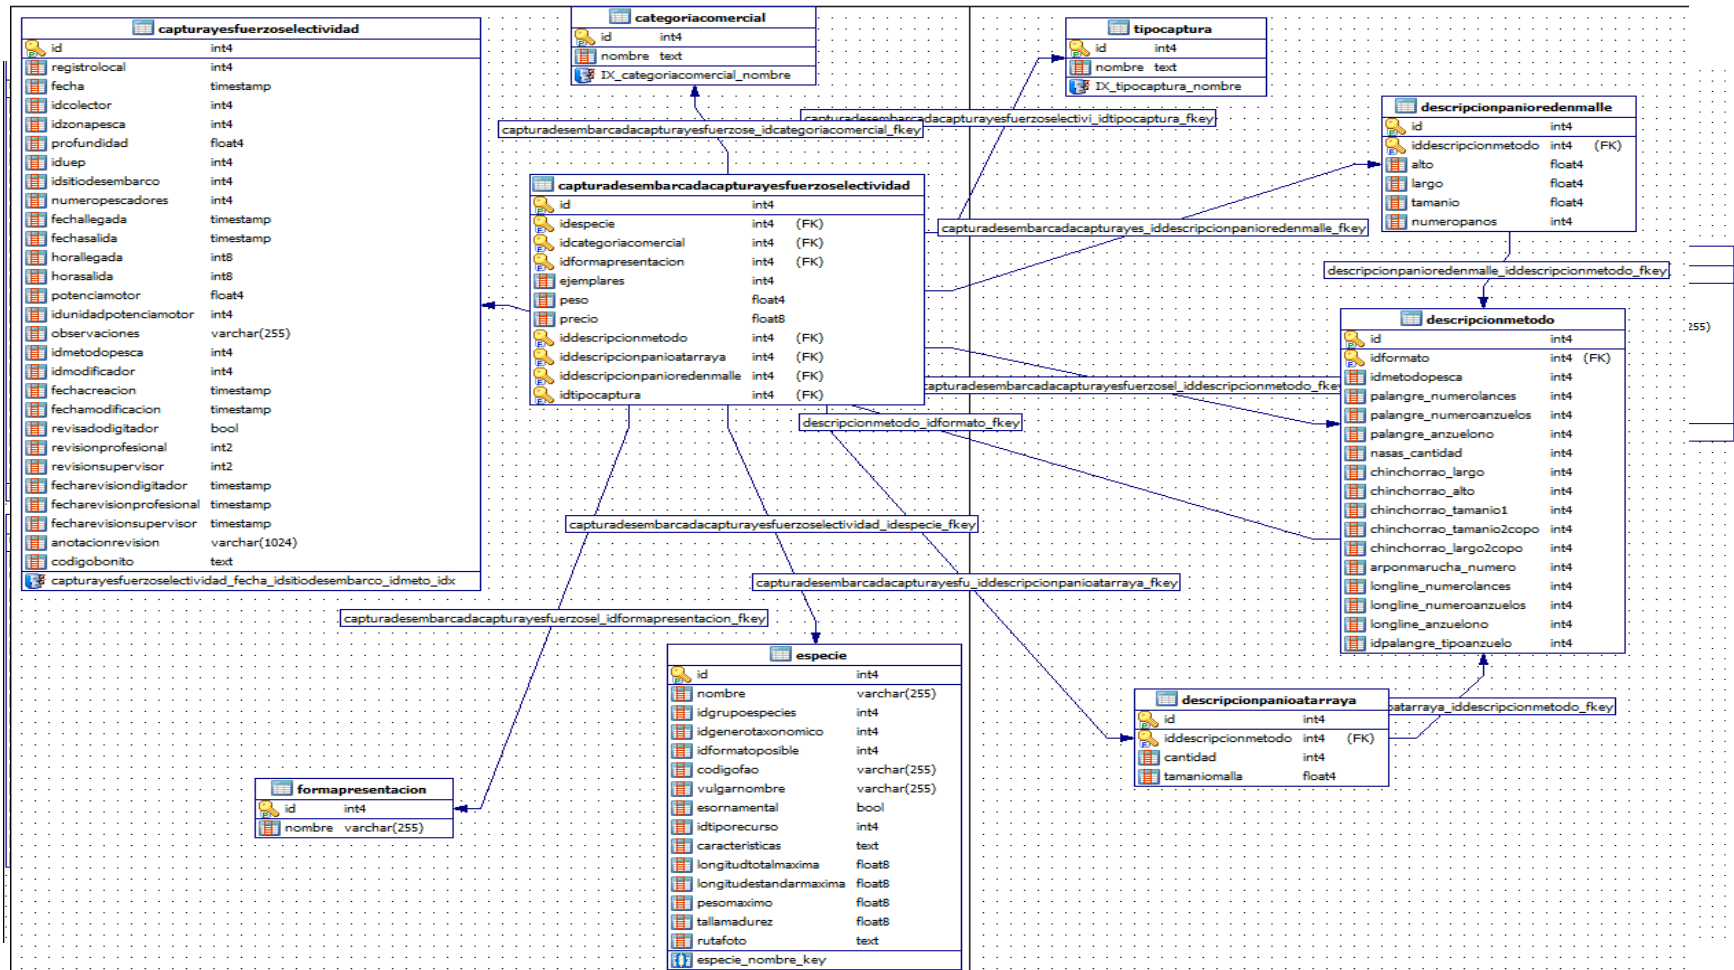 capturayesfuerzoselectividad
id int4
registrolocal int4
fecha timestamp
idcolector int4
idzonapesca int4
profundidad float4
iduep int4
idsitiodesembarco int4
numeropescadores int4
fechallegada timestamp
fechasalida timestamp
horallegada int8
horasalida int8
potenciamotor float4
idunidadpotenciamotor int4
observaciones varchar(255)
idmetodopesca int4
idmodificador int4
fechacreacion timestamp
fechamodificacion timestamp
revisadodigitador bool
revisionprofesional int2
revisionsupervisor int2
fecharevisiondigitador timestamp
fecharevisionprofesional timestamp
fecharevisionsupervisor timestamp
anotacionrevision varchar(1024)
codigobonito text
capturayesfuerzoselectividad_fecha_idsitiodesembarco_idmeto_idx
categoriacomercial
id int4
nombre text
IX_categoriacomercial_nombre
tipocaptura
id int4
nombre text
IX_tipocaptura_nombre
capturadesembarcadacapturayesfuerzoselectivi_idtipocaptura_fkey
capturadesembarcadacapturayesfuerzose_idcategoriacomercial_fkey
descripcionpanioredenmalle
id int4
iddescripcionmetodo int4 (FK)
alto float4
largo float4
tamanio float4
numeropanos int4
capturadesembarcadacapturayesfuerzoselectividad
id int4
idespecie int4 (FK)
idcategoriacomercial int4 (FK)
idformapresentacion int4 (FK)
ejemplares int4
peso float4
precio float8
iddescripcionmetodo int4 (FK)
iddescripcionpanioatarraya int4 (FK)
iddescripcionpanioredenmalle int4 (FK)
idtipocaptura int4 (FK)
capturadesembarcadacapturayes_iddescripcionpanioredenmalle_fkey
descripcionpanioredenmalle_iddescripcionmetodo_fkey
255)
capturadesembarcadacapturayesfuerzosel_iddescripcionmetodo_fkey
descripcionmetodo_idformato_fkey
descripcionmetodo
id int4
idformato int4 (FK)
idmetodopesca int4
palangre_numerolances int4
palangre_numeroanzuelos int4
palangre_anzuelono int4
nasas_cantidad int4
chinchorrao_largo int4
chinchorrao_alto int4
chinchorrao_tamanio1 int4
chinchorrao_tamanio2copo int4
chinchorrao_largo2copo int4
arponmarucha_numero int4
longline_numerolances int4
longline_numeroanzuelos int4
longline_anzuelono int4
idpalangre_tipoanzuelo int4
capturadesembarcadacapturayesfuerzoselectividad_idespecie_fkey
capturadesembarcadacapturayesfu_iddescripcionpanioatarraya_fkey
capturadesembarcadacapturayesfuerzosel_idformapresentacion_fkey
especie
id int4
nombre varchar(255)
idgrupoespecies int4
idgenerotaxonomico int4
idformatoposible int4
codigofao varchar(255)
vulgarnombre varchar(255)
esornamental bool
idtiporecurso int4
caracteristicas text
longitudtotalmaxima float8
longitudestandarmaxima float8
pesomaximo float8
tallamadurez float8
rutafoto text
especie_nombre_key
descripcionpanioatarraya
id int4
iddescripcionmetodo int4 (FK)
cantidad int4
tamaniomalla float4
atarraya_iddescripcionmetodo_fkey
formapresentacion
id int4
nombre varchar(255)